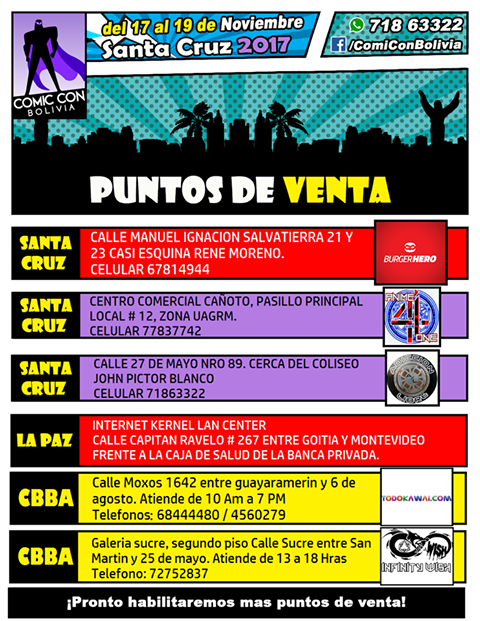 del 17 al 19 de Noviembre
Santa Cruz 2017
718 63322
/ComiConBolivia
COMIC CON
BOLIVIA
PUNTOS DE VENTA
SANTA
CRUZ
CALLE MANUEL IGNACION SALVATIERRA 21 Y
23 CASI ESQUINA RENE MORENO.
CELULAR 67814944
BURGERHERO
SANTA
CRUZ
CENTRO COMERCIAL CAÑOTO, PASILLO PRINCIPAL
LOCAL # 12, ZONA UAGRM.
CELULAR 77837742
ANIME
4
ONE
SANTA
CRUZ
CALLE 27 DE MAYO NRO 89. CERCA DEL COLISEO
JOHN PICTOR BLANCO
CELULAR 71863322
LA PAZ
INTERNET KERNEL LAN CENTER
CALLE CAPITAN RAVELO # 267 ENTRE GOITIA Y MONTEVIDEO
FRENTE A LA CAJA DE SALUD DE LA BANCA PRIVADA.
CBBA
Calle Moxos 1642 entre guayaramerin y 6 de
agosto. Atiende de 10 Am a 7 PM
Telefonos: 68444480 / 4560279
TODOKAWAI.COM
CBBA
Galeria sucre, segundo piso Calle Sucre entre San
Martin y 25 de mayo. Atiende de 13 a 18 Hras
Telefono: 72752837
WISH
INFINITY WISH
¡Pronto habilitaremos mas puntos de venta!